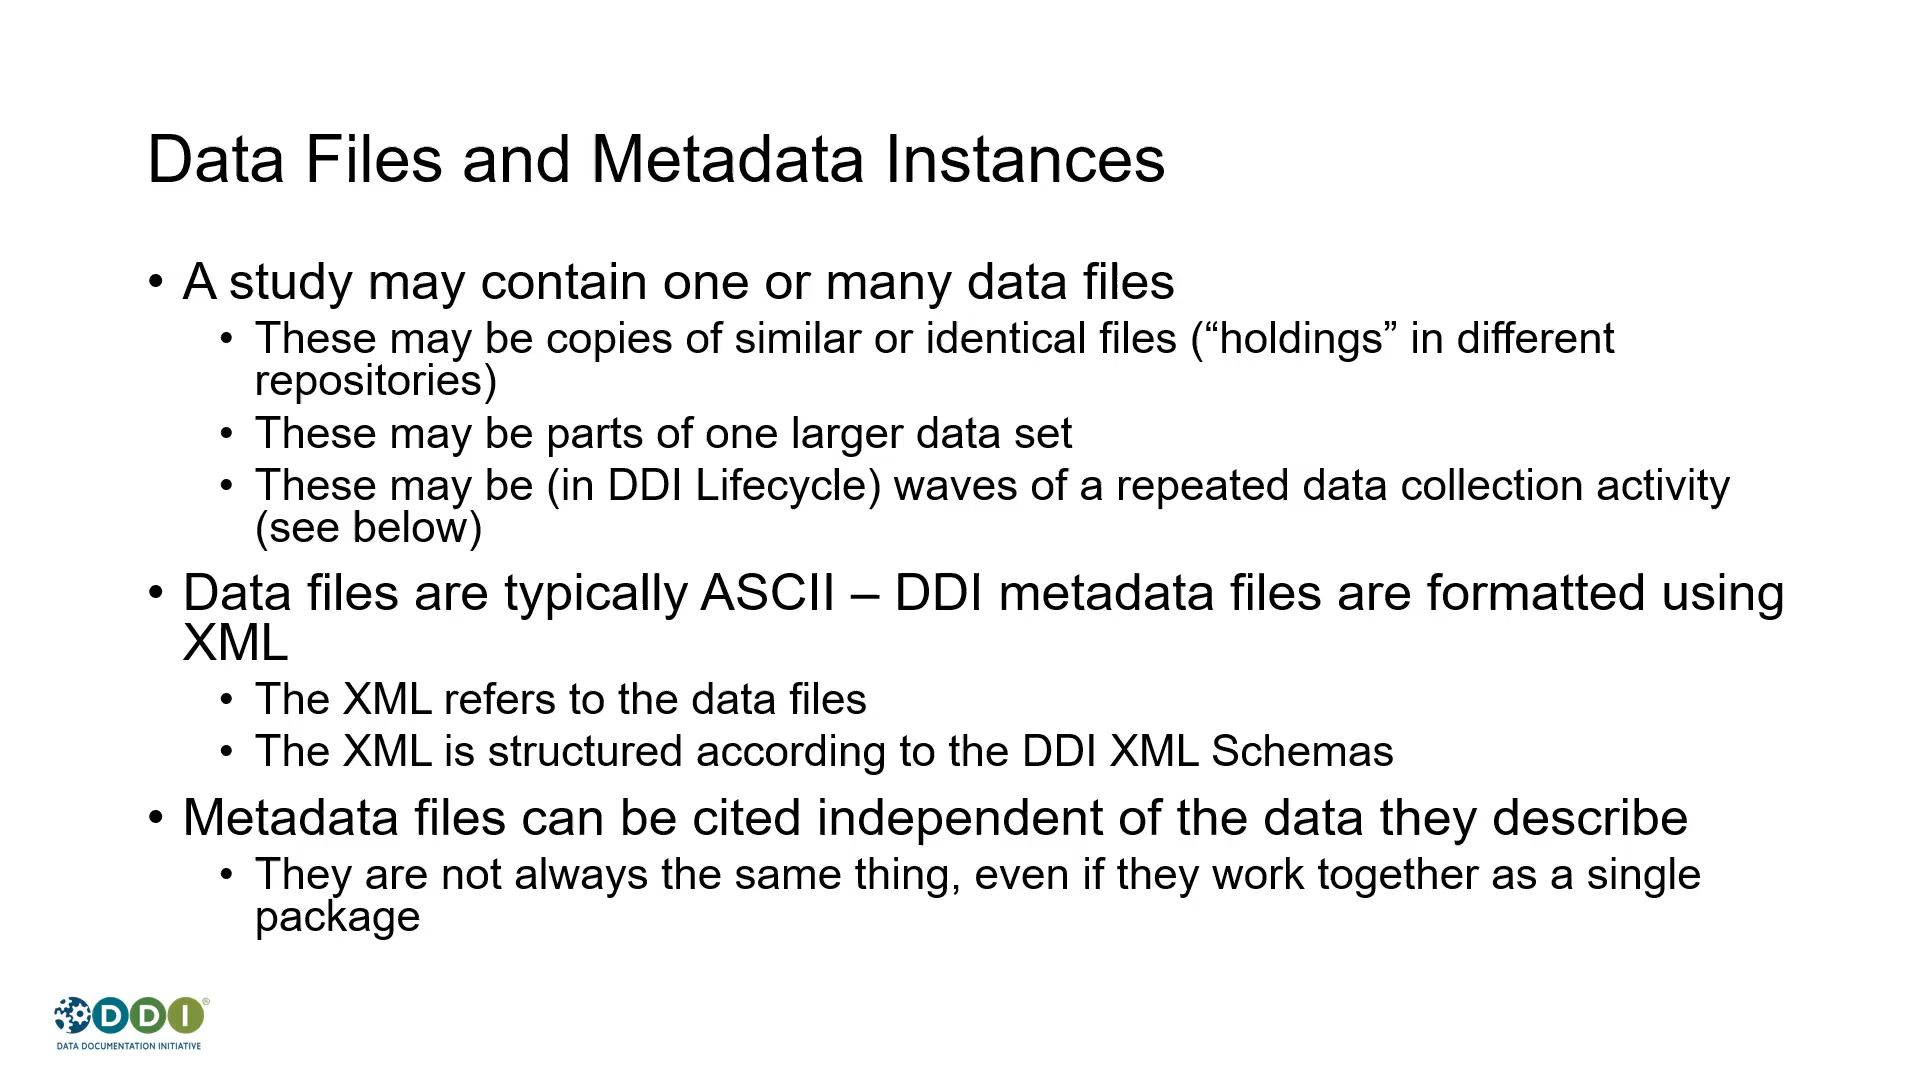 Data Files and Metadata Instances
• A study may contain one or many data files
• These may be copies of similar or identical files (“holdings” in different
repositories)
• These may be parts of one larger data set
• These may be (in DDI Lifecycle) waves of a repeated data collection activity
(see below)
• Data files are typically ASCII – DDI metadata files are formatted using
XML
• The XML refers to the data files
• The XML is structured according to the DDI XML Schemas
• Metadata files can be cited independent of the data they describe
• They are not always the same thing, even if they work together as a single
package
DDI®
DATA DOCUMENTATION INITIATIVE